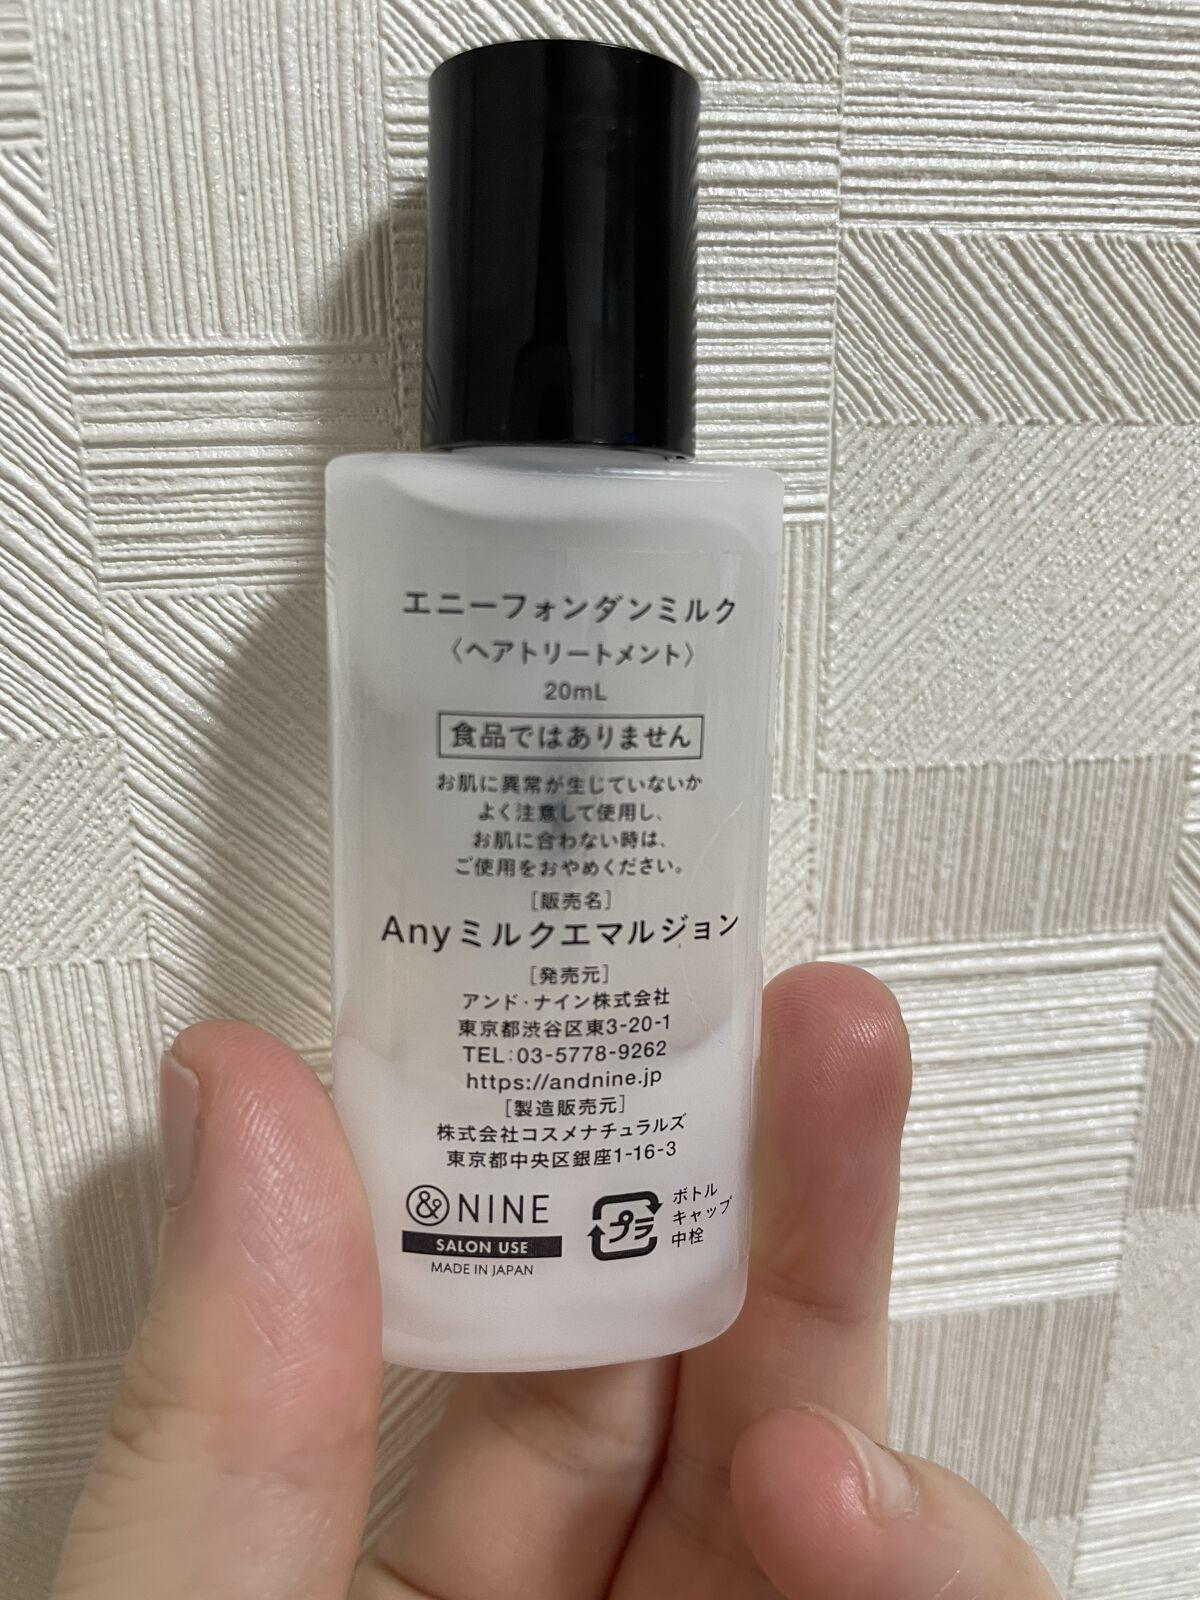 エニーフォンダンミルク
〈ヘアトリートメント〉
20mL
食品ではありません
お肌に異常が生じていないか
よく注意して使用し、
お肌に合わない時は、
ご使用をおやめください。
[販売名]
Anyミルクエマルジョン
[発売元]
アンド・ナイン株式会社
東京都渋谷区東3-20-1
TEL:03-5778-9262
https://andnine.jp
[製造販売元]
株式会社コスメナチュラルズ
東京都中央区銀座1-16-3
& NINE
SALON USE
MADE IN JAPAN
プラ
ボトル
キャップ
中栓